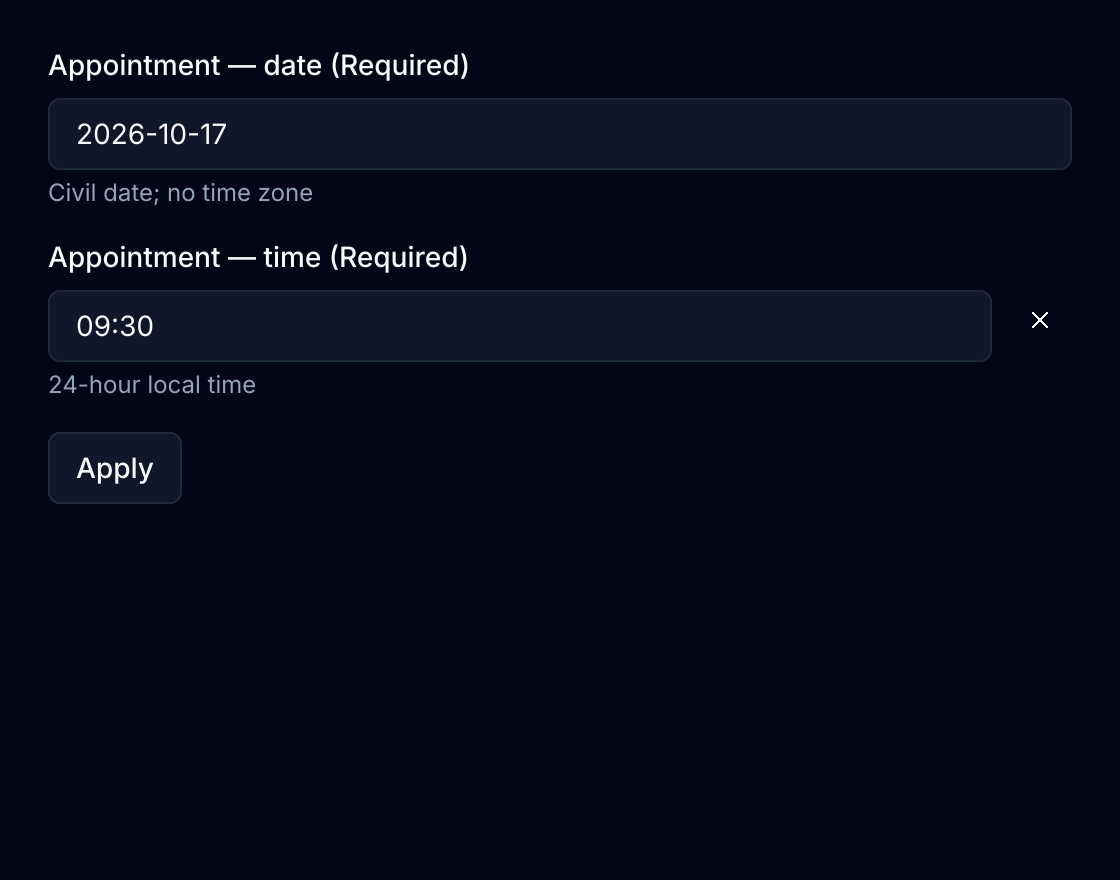 Appointment — date (Required)
2026-10-17
Civil date; no time zone
Appointment — time (Required)
09:30
24-hour local time
Apply